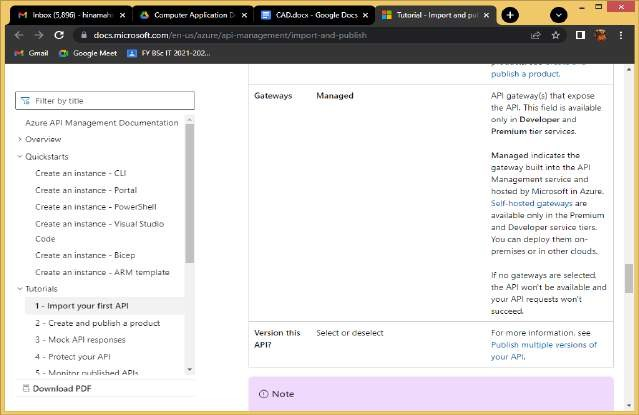 Inbox (5,896) - hinamah
Computer Application D
CAD.docx - Google Docs
Tutorial - Import and pul
docs.microsoft.com/en-us/azure/api-management/import-and-publish
Gmail
Google Meet
FY BSc IT 2021-202...
publish a product.
Filter by title
Azure API Management Documentation
Overview
Quickstarts
Create an instance - CLI
Create an instance - Portal
Create an instance - PowerShell
Create an instance - Visual Studio
Code
Create an instance - Bicep
Create an instance - ARM template
Tutorials
1 - Import your first API
2 - Create and publish a product
3 - Mock API responses
4 - Protect your API
5 - Monitor published APIs
Download PDF
Gateways
Managed
API gateway(s) that expose
the API. This field is available
only in Developer and
Premium tier services.
Managed indicates the
gateway built into the API
Management service and
hosted by Microsoft in Azure.
Self-hosted gateways are
available only in the Premium
and Developer service tiers.
You can deploy them on-
premises or in other clouds.
If no gateways are selected,
the API won't be available and
your API requests won't
succeed.
Version this
API?
Select or deselect
For more information, see
Publish multiple versions of
your API.
Note